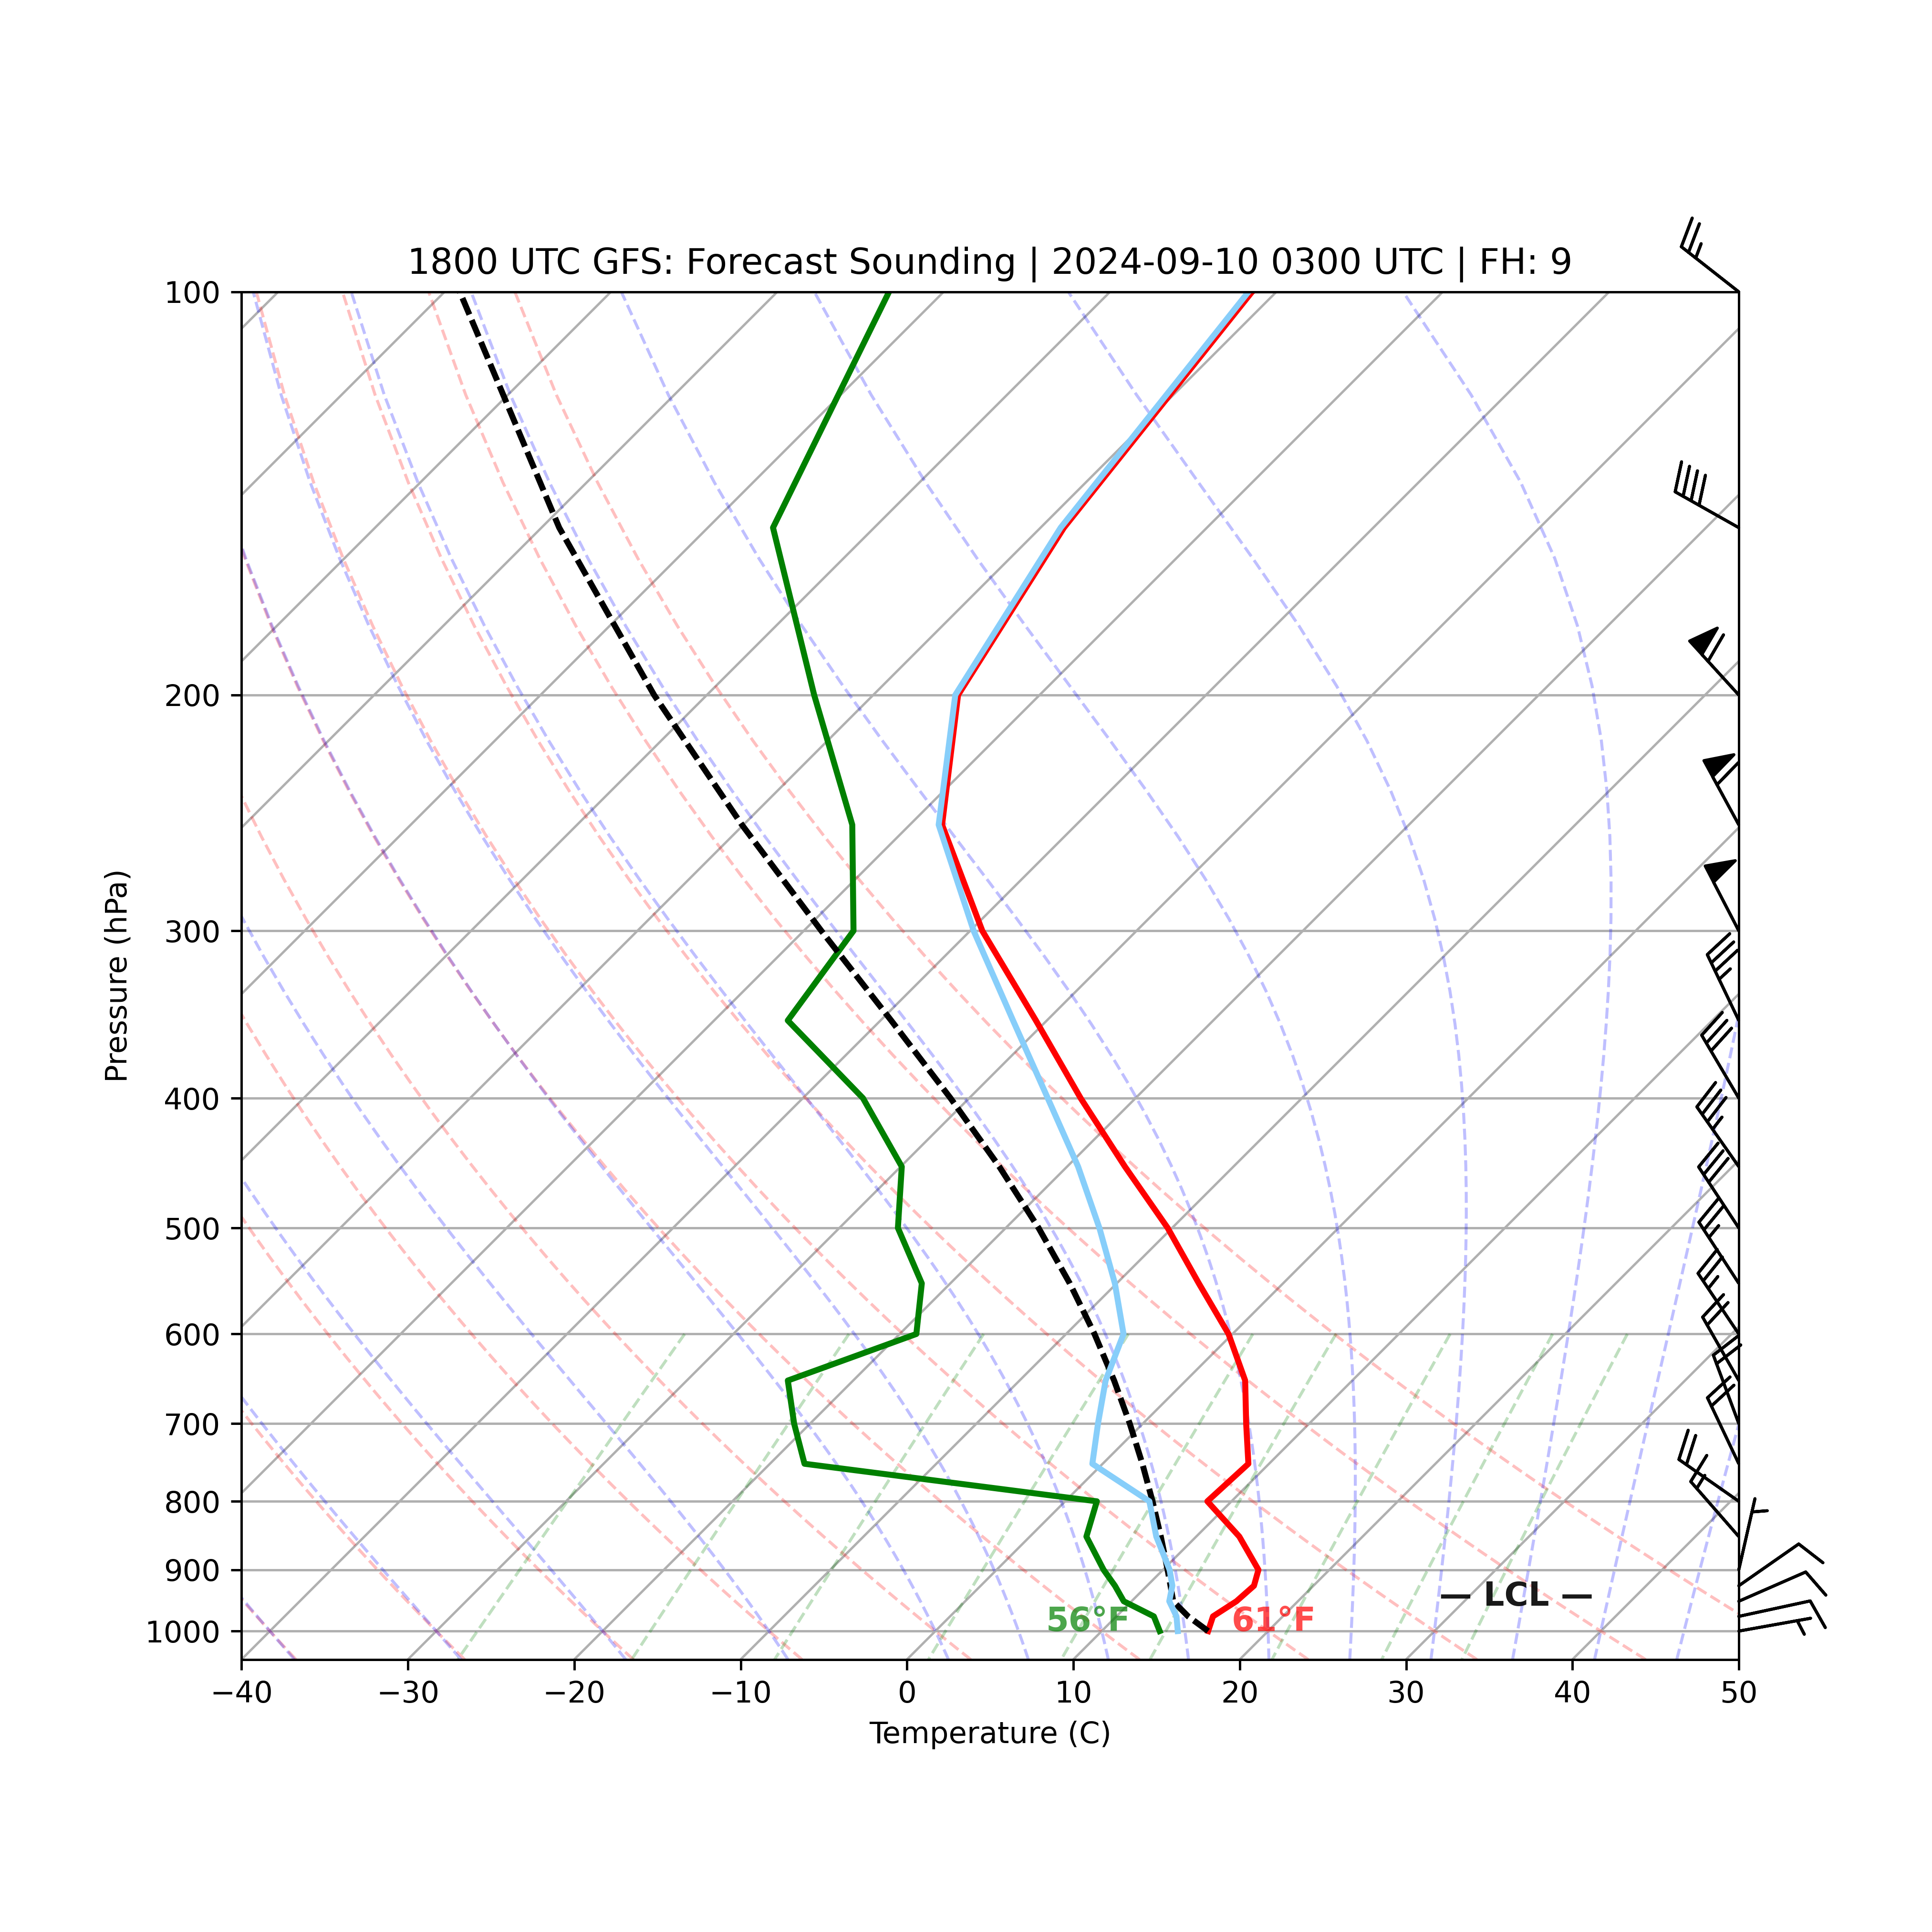 1800 UTC GFS: Forecast Sounding | 2024-09-10 0300 UTC | FH: 9
100
200
300
400
500
600
700
800
900
1000
Pressure (hPa)
— LCL —
56°F
61°F
−40 −30 −20 −10 0 10 20 30 40 50
Temperature (C)